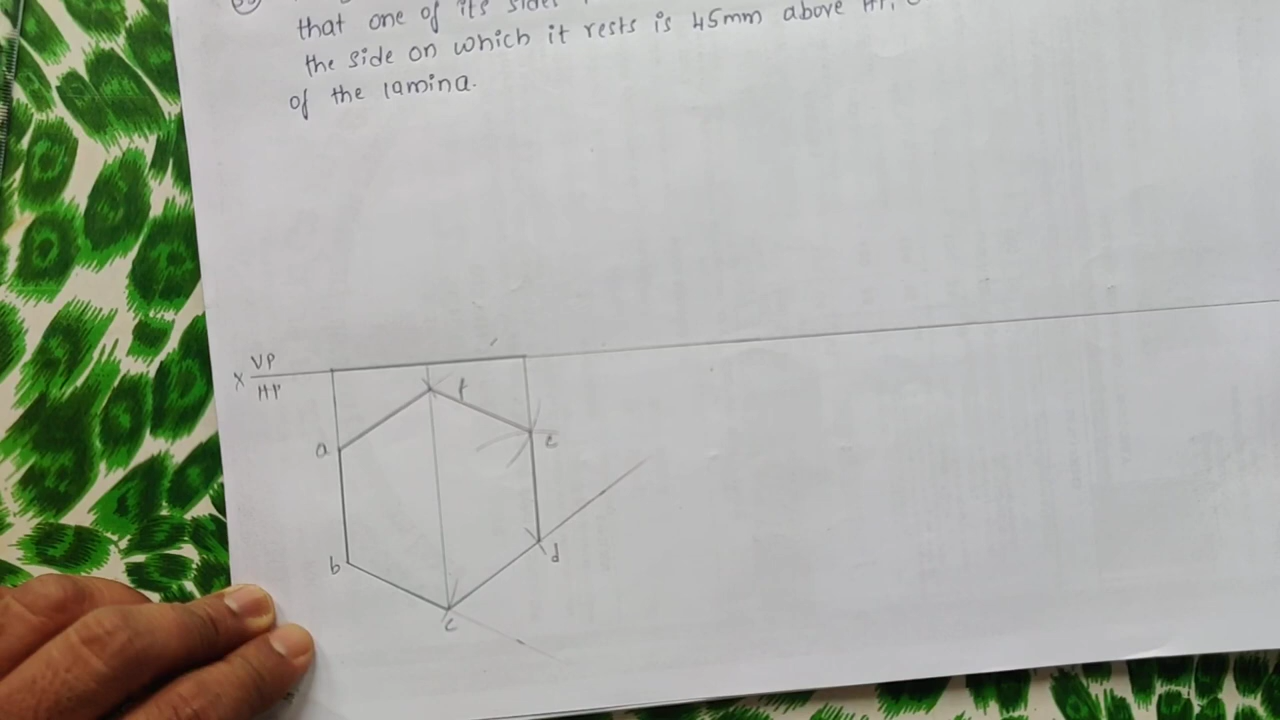 that one of its sides
the side on which it rests is 45mm above HP,
of the lamina.
VP
X
HP
f
a
e
b
d
c